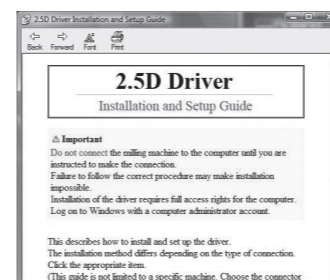 2.5D Driver Installation and Setup Guide
Back Forward Font Print
2.5D Driver
Installation and Setup Guide
⚠ Important
Do not connect the milling machine to the computer until you are
instructed to make the connection.
Failure to follow the correct procedure may make installation
impossible.
Installation of the driver requires full access rights for the computer.
Log on to Windows with a computer administrator account.
This describes how to install and set up the driver.
The installation method differs depending on the type of connection.
Click the appropriate item.
(This guide is not limited to a specific machine. Choose the connector